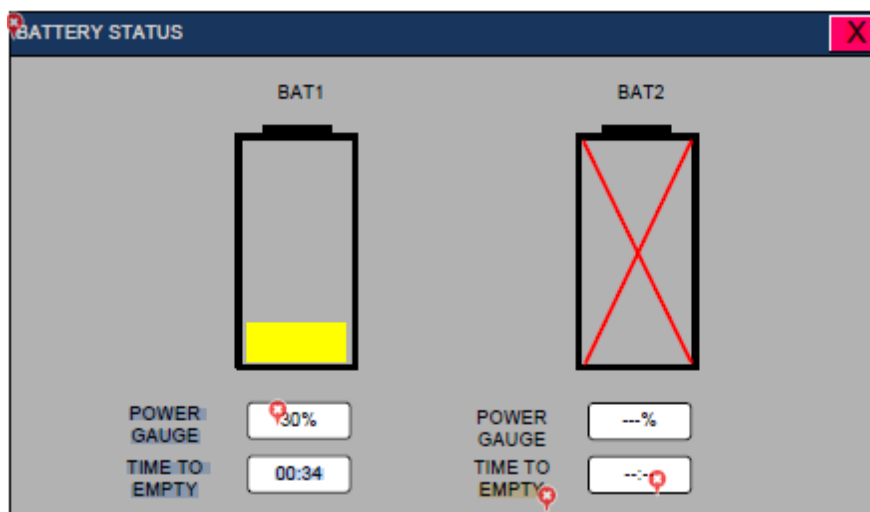 BATTERY STATUS
X
BAT1
BAT2
POWER GAUGE
30%
POWER GAUGE
---%
TIME TO EMPTY
00:34
TIME TO EMPTY